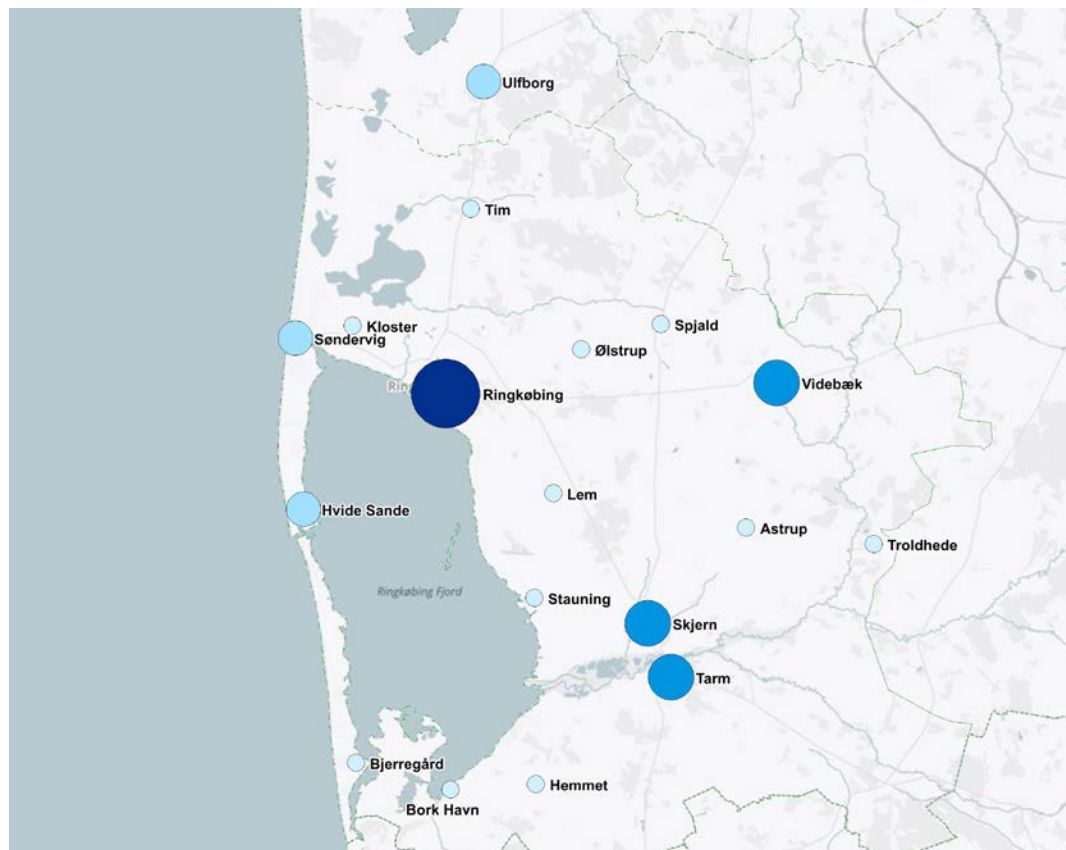 Ulfborg
Tim
Kloster
Spjald
Søndervig
Ølstrup
Videbæk
Ring
Ringkøbing
Lem
Hvide Sande
Astrup
Troldhede
Ringkøbing Fjord
Stauning
Skjern
Tarm
Bjerregård
Hemmet
Bork Havn